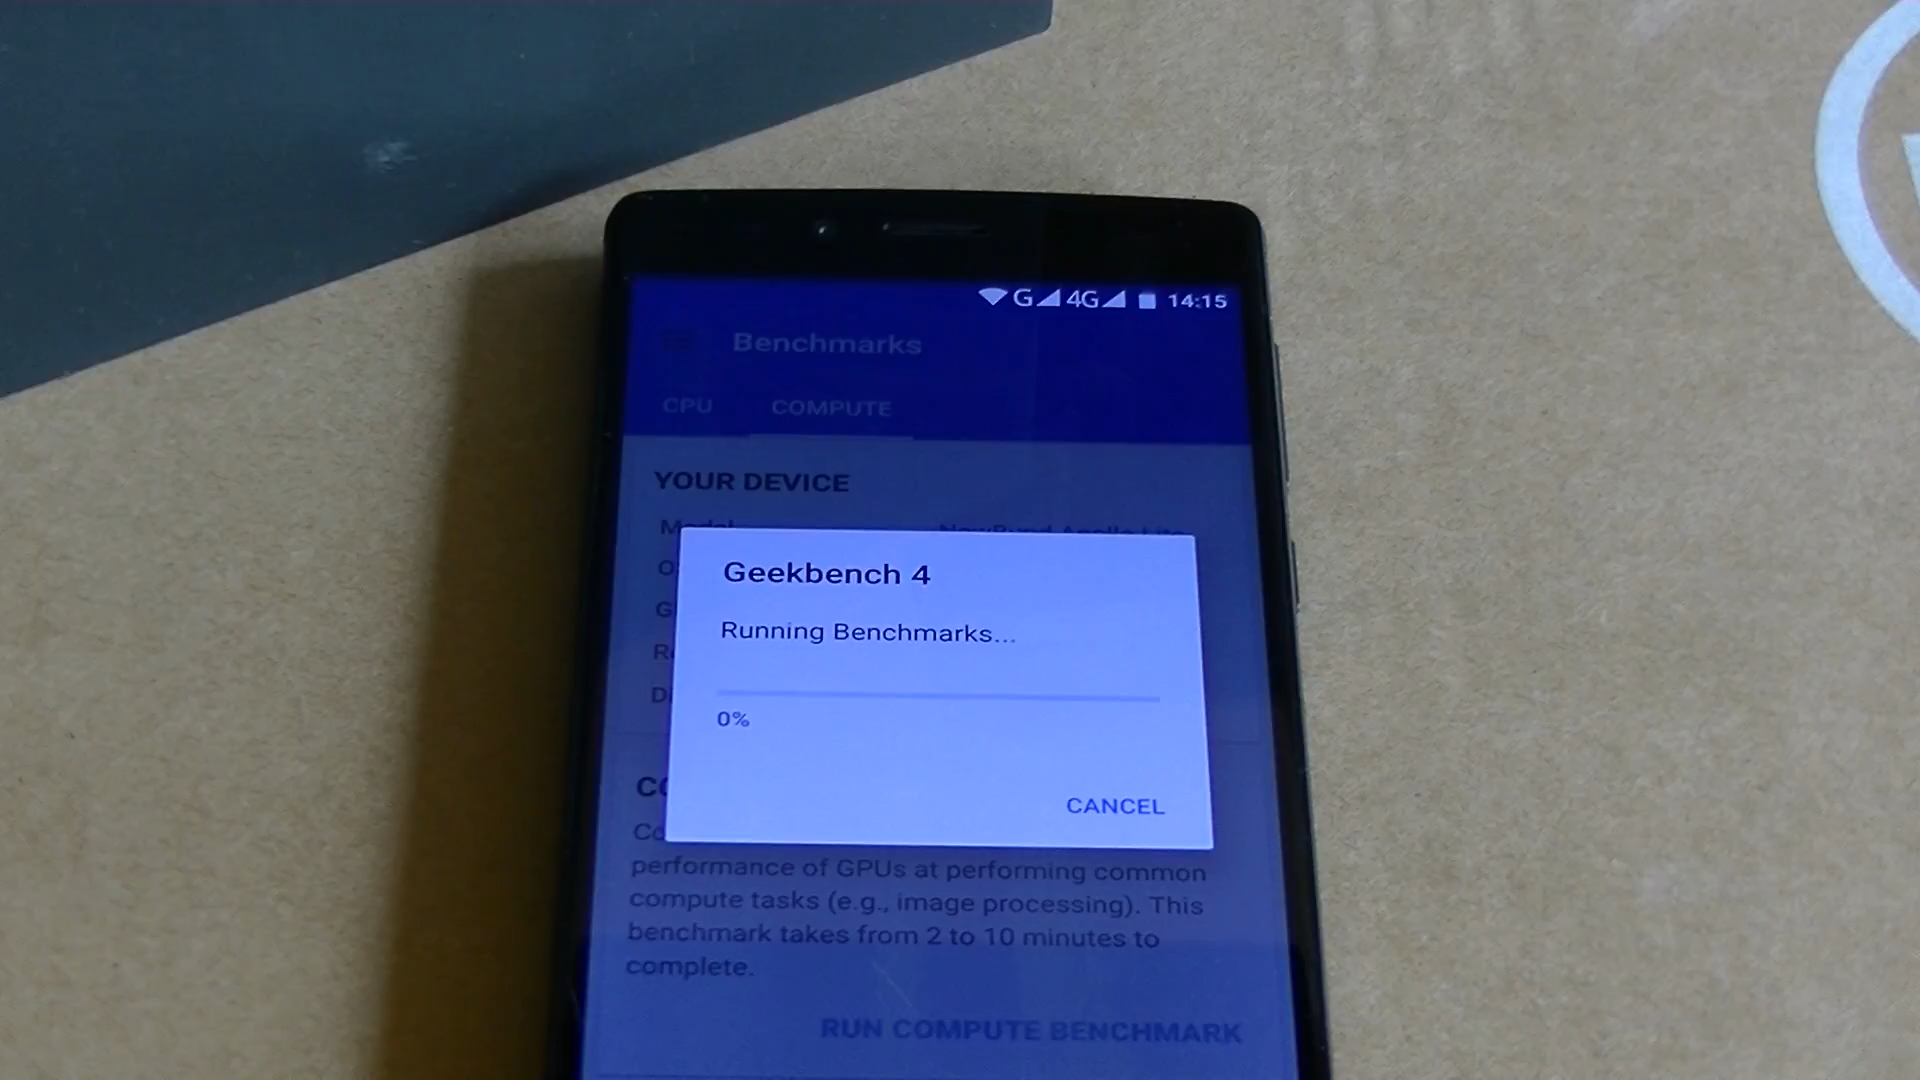 G 4G 14:15
Benchmarks
CPU COMPUTE
YOUR DEVICE
Model
Geekbench 4
Running Benchmarks...
0%
CANCEL
performance of GPUs at performing common
compute tasks (e.g., image processing). This
benchmark takes from 2 to 10 minutes to
complete.
RUN COMPUTE BENCHMARK